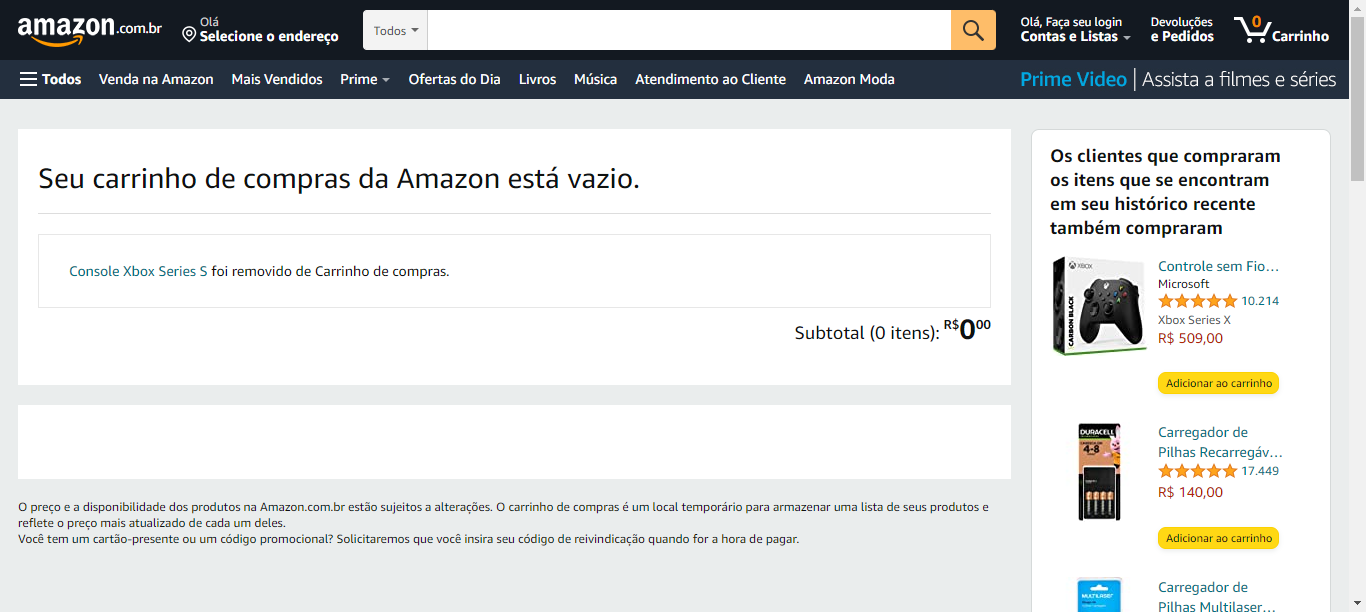 amazon.com.br
Olá
Selecione o endereço
Todos
Olá, Faça seu login
Contas e Listas
Devoluções
e Pedidos
0
Carrinho
Todos Venda na Amazon Mais Vendidos Prime Ofertas do Dia Livros Música Atendimento ao Cliente Amazon Moda
Prime Video | Assista a filmes e séries
Seu carrinho de compras da Amazon está vazio.
Console Xbox Series S foi removido de Carrinho de compras.
Subtotal (0 itens): R$000
O preço e a disponibilidade dos produtos na Amazon.com.br estão sujeitos a alterações. O carrinho de compras é um local temporário para armazenar uma lista de seus produtos e
reflete o preço mais atualizado de cada um deles.
Você tem um cartão-presente ou um código promocional? Solicitaremos que você insira seu código de reivindicação quando for a hora de pagar.
Os clientes que compraram
os itens que se encontram
em seu histórico recente
também compraram
XBOX
CARBON BLACK
Controle sem Fio…
Microsoft
10.214
Xbox Series X
R$ 509,00
Adicionar ao carrinho
DURACELL
4-8
Carregador de
Pilhas Recarregáv…
17.449
R$ 140,00
Adicionar ao carrinho
MULTILASER
Carregador de
Pilhas Multilaser…